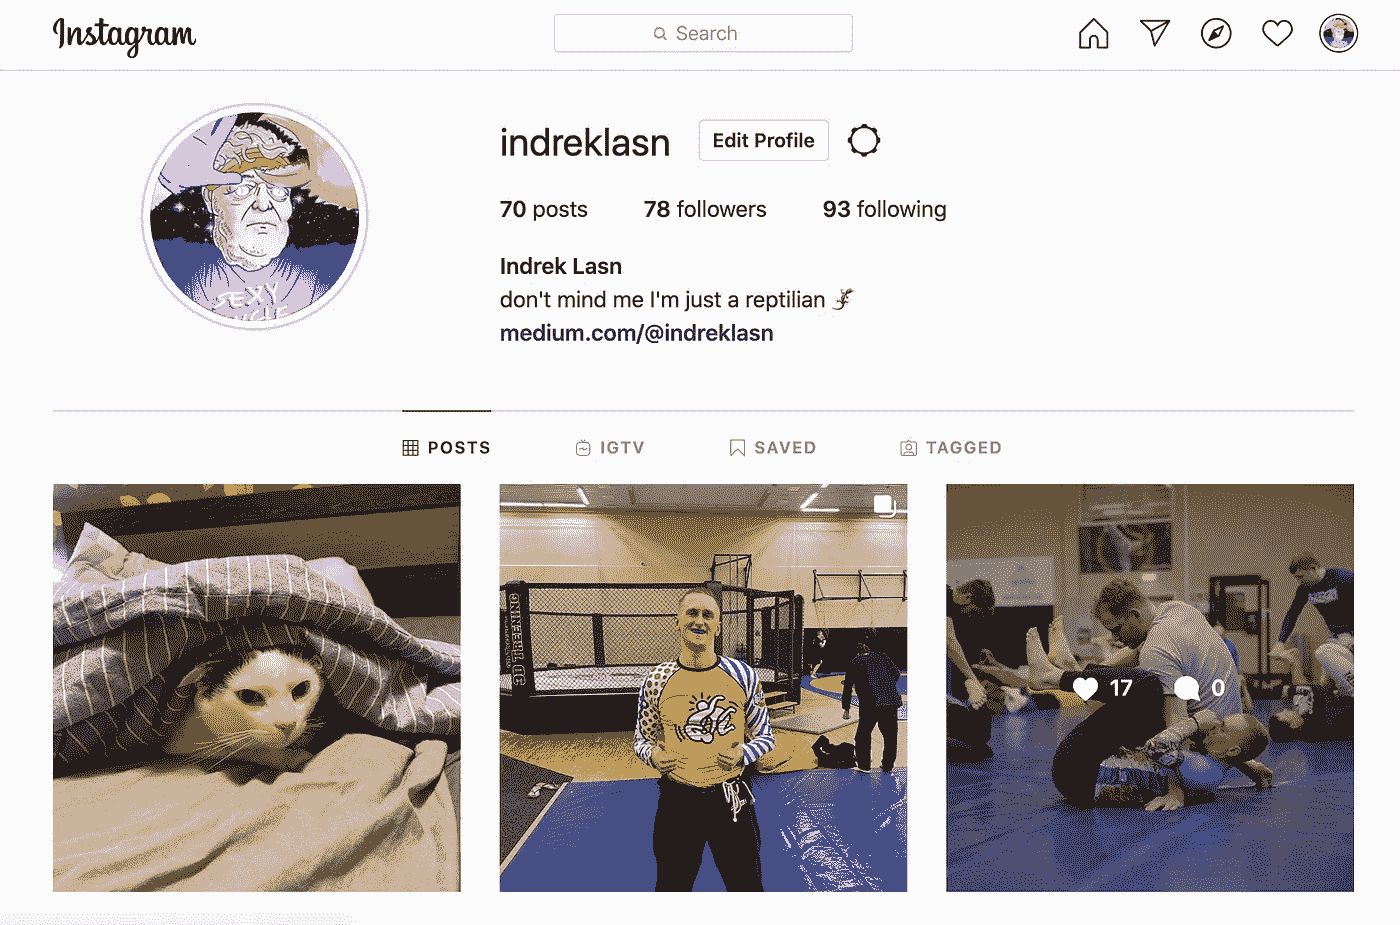 Instagram
Search
indreklasn Edit Profile
70 posts 78 followers 93 following
Indrek Lasn
don't mind me I'm just a reptilian 🦎
medium.com/@indreklasn
POSTS IGTV SAVED TAGGED
SEXY
17 0